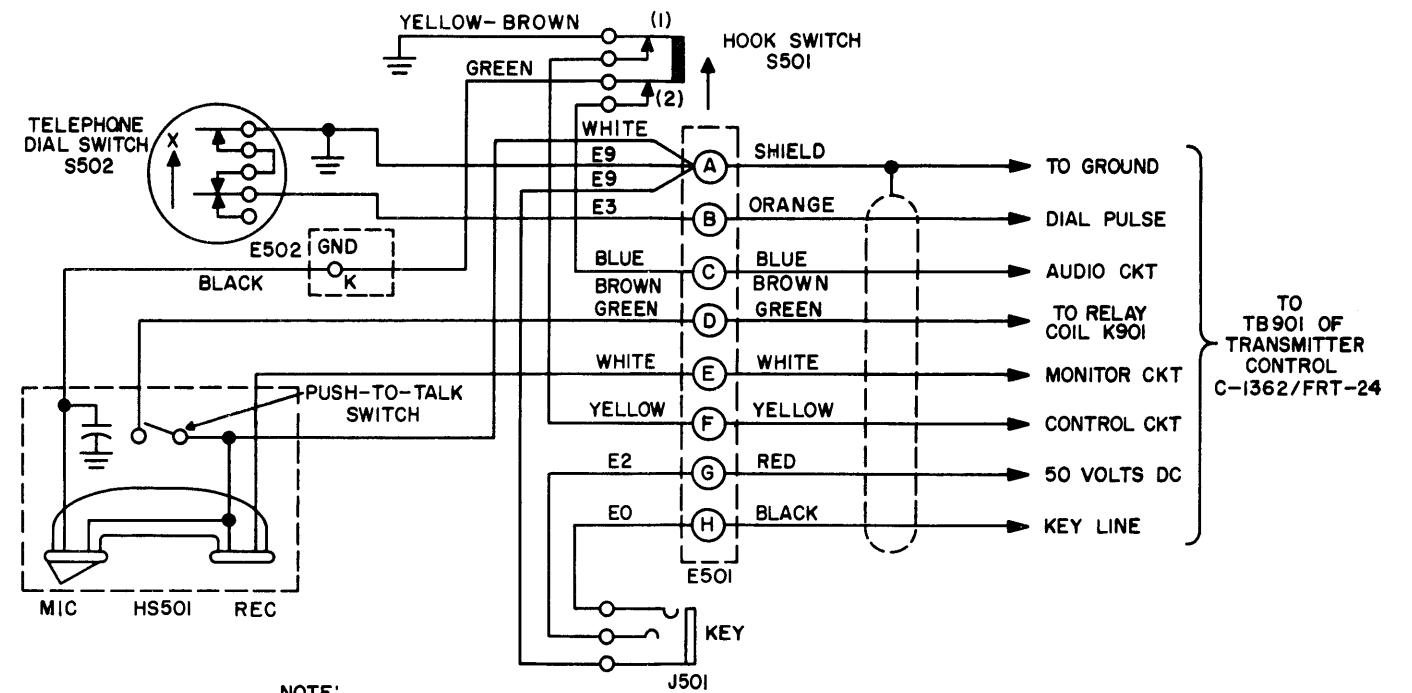 YELLOW-BROWN
(1)
HOOK SWITCH
S501
GREEN
(2)
TELEPHONE
DIAL SWITCH
S502
X
WHITE
E9
E9
E3
A
SHIELD
TO GROUND
B
ORANGE
DIAL PULSE
E502
GND
K
BLACK
BLUE
C
BLUE
AUDIO CKT
BROWN
GREEN
D
BROWN
GREEN
TO RELAY
COIL K901
WHITE
E
WHITE
MONITOR CKT
PUSH-TO-TALK
SWITCH
YELLOW
F
YELLOW
CONTROL CKT
E2
G
RED
50 VOLTS DC
E0
H
BLACK
KEY LINE
TO
TB901 OF
TRANSMITTER
CONTROL
C-1362/FRT-24
E501
MIC
HS501
REC
KEY
J501
NOTE: